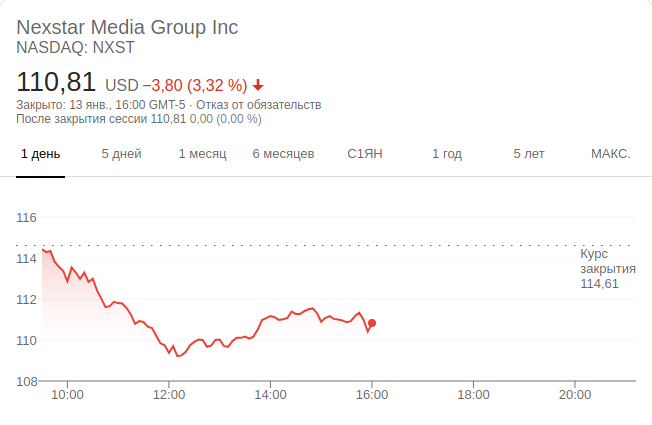 Nexstar Media Group Inc
NASDAQ: NXST
110,81 USD −3,80 (3,32 %)
Закрыто: 13 янв., 16:00 GMT-5 · Отказ от обязательств
После закрытия сессии 110,81 0,00 (0,00 %)
1 день 5 дней 1 месяц 6 месяцев С1ЯН 1 год 5 лет МАКС.
116
114
112
110
108
Курс
закрытия
114,61
10:00 12:00 14:00 16:00 18:00 20:00